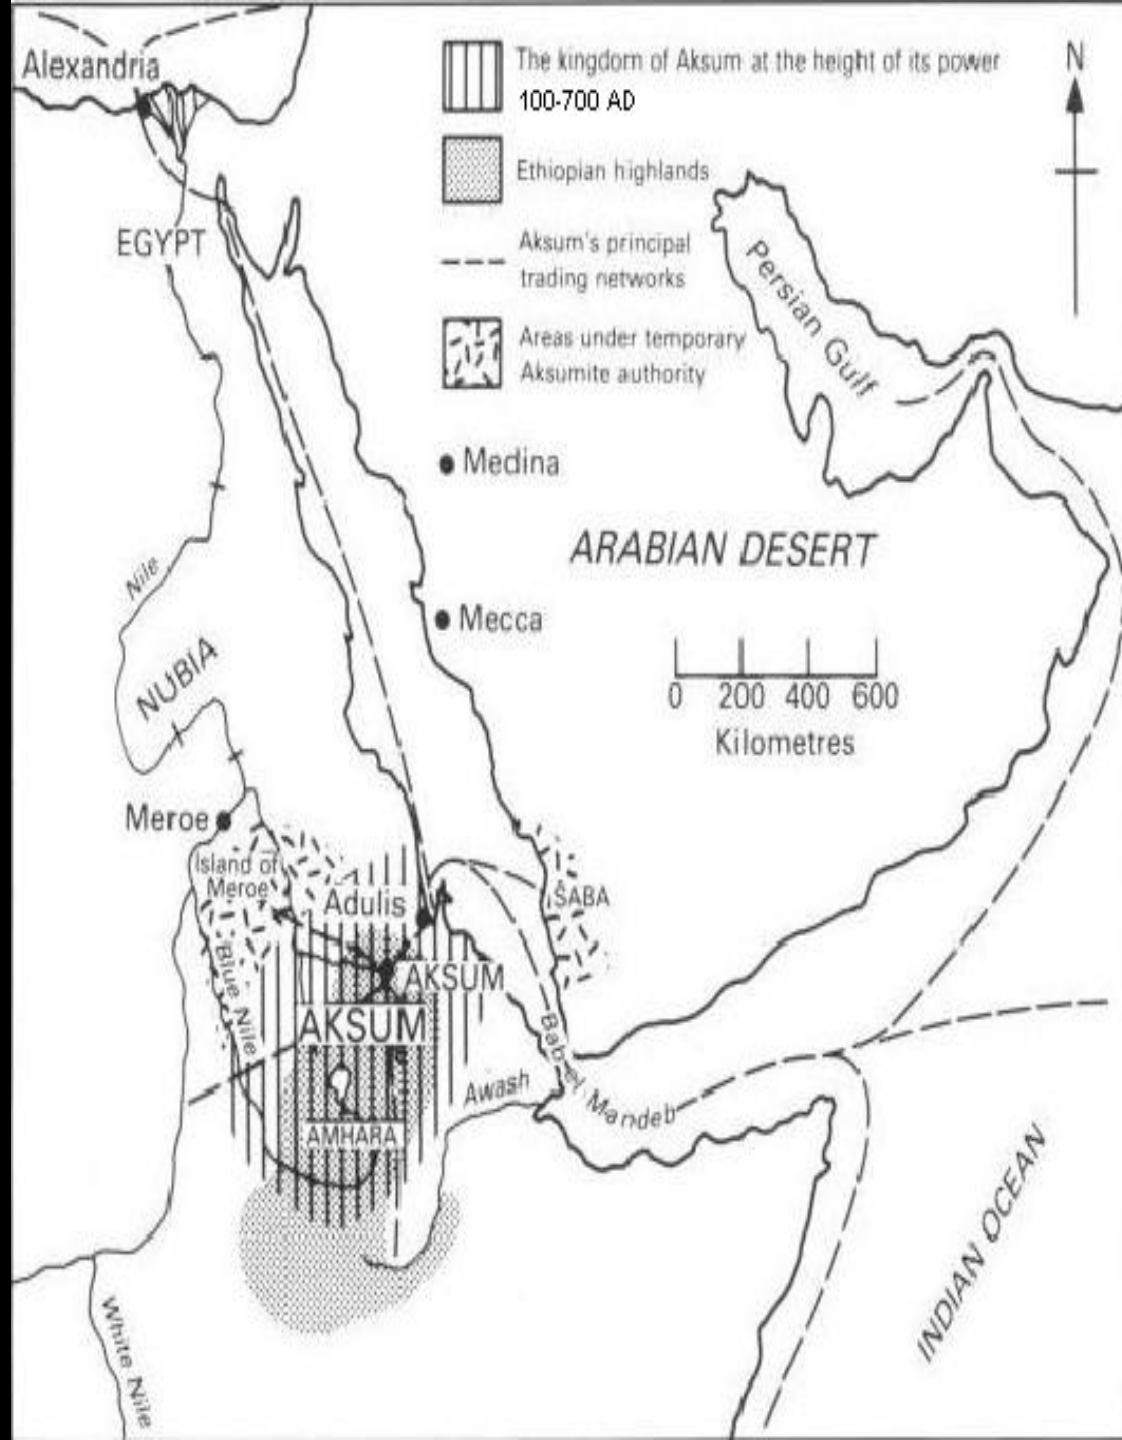 Alexandria
The kingdom of Aksum at the height of its power
100-700 AD
N
Ethiopian highlands
EGYPT
Aksum's principal
trading networks
Persian Gulf
Areas under temporary
Aksumite authority
Medina
ARABIAN DESERT
Nile
Mecca
NUBIA
0 200 400 600
Kilometres
Meroe
Island of
Meroe
Adulis
SABA
Blue Nile
AKSUM
AKSUM
Bab el Mandeb
Awash
AMHARA
INDIAN OCEAN
White Nile